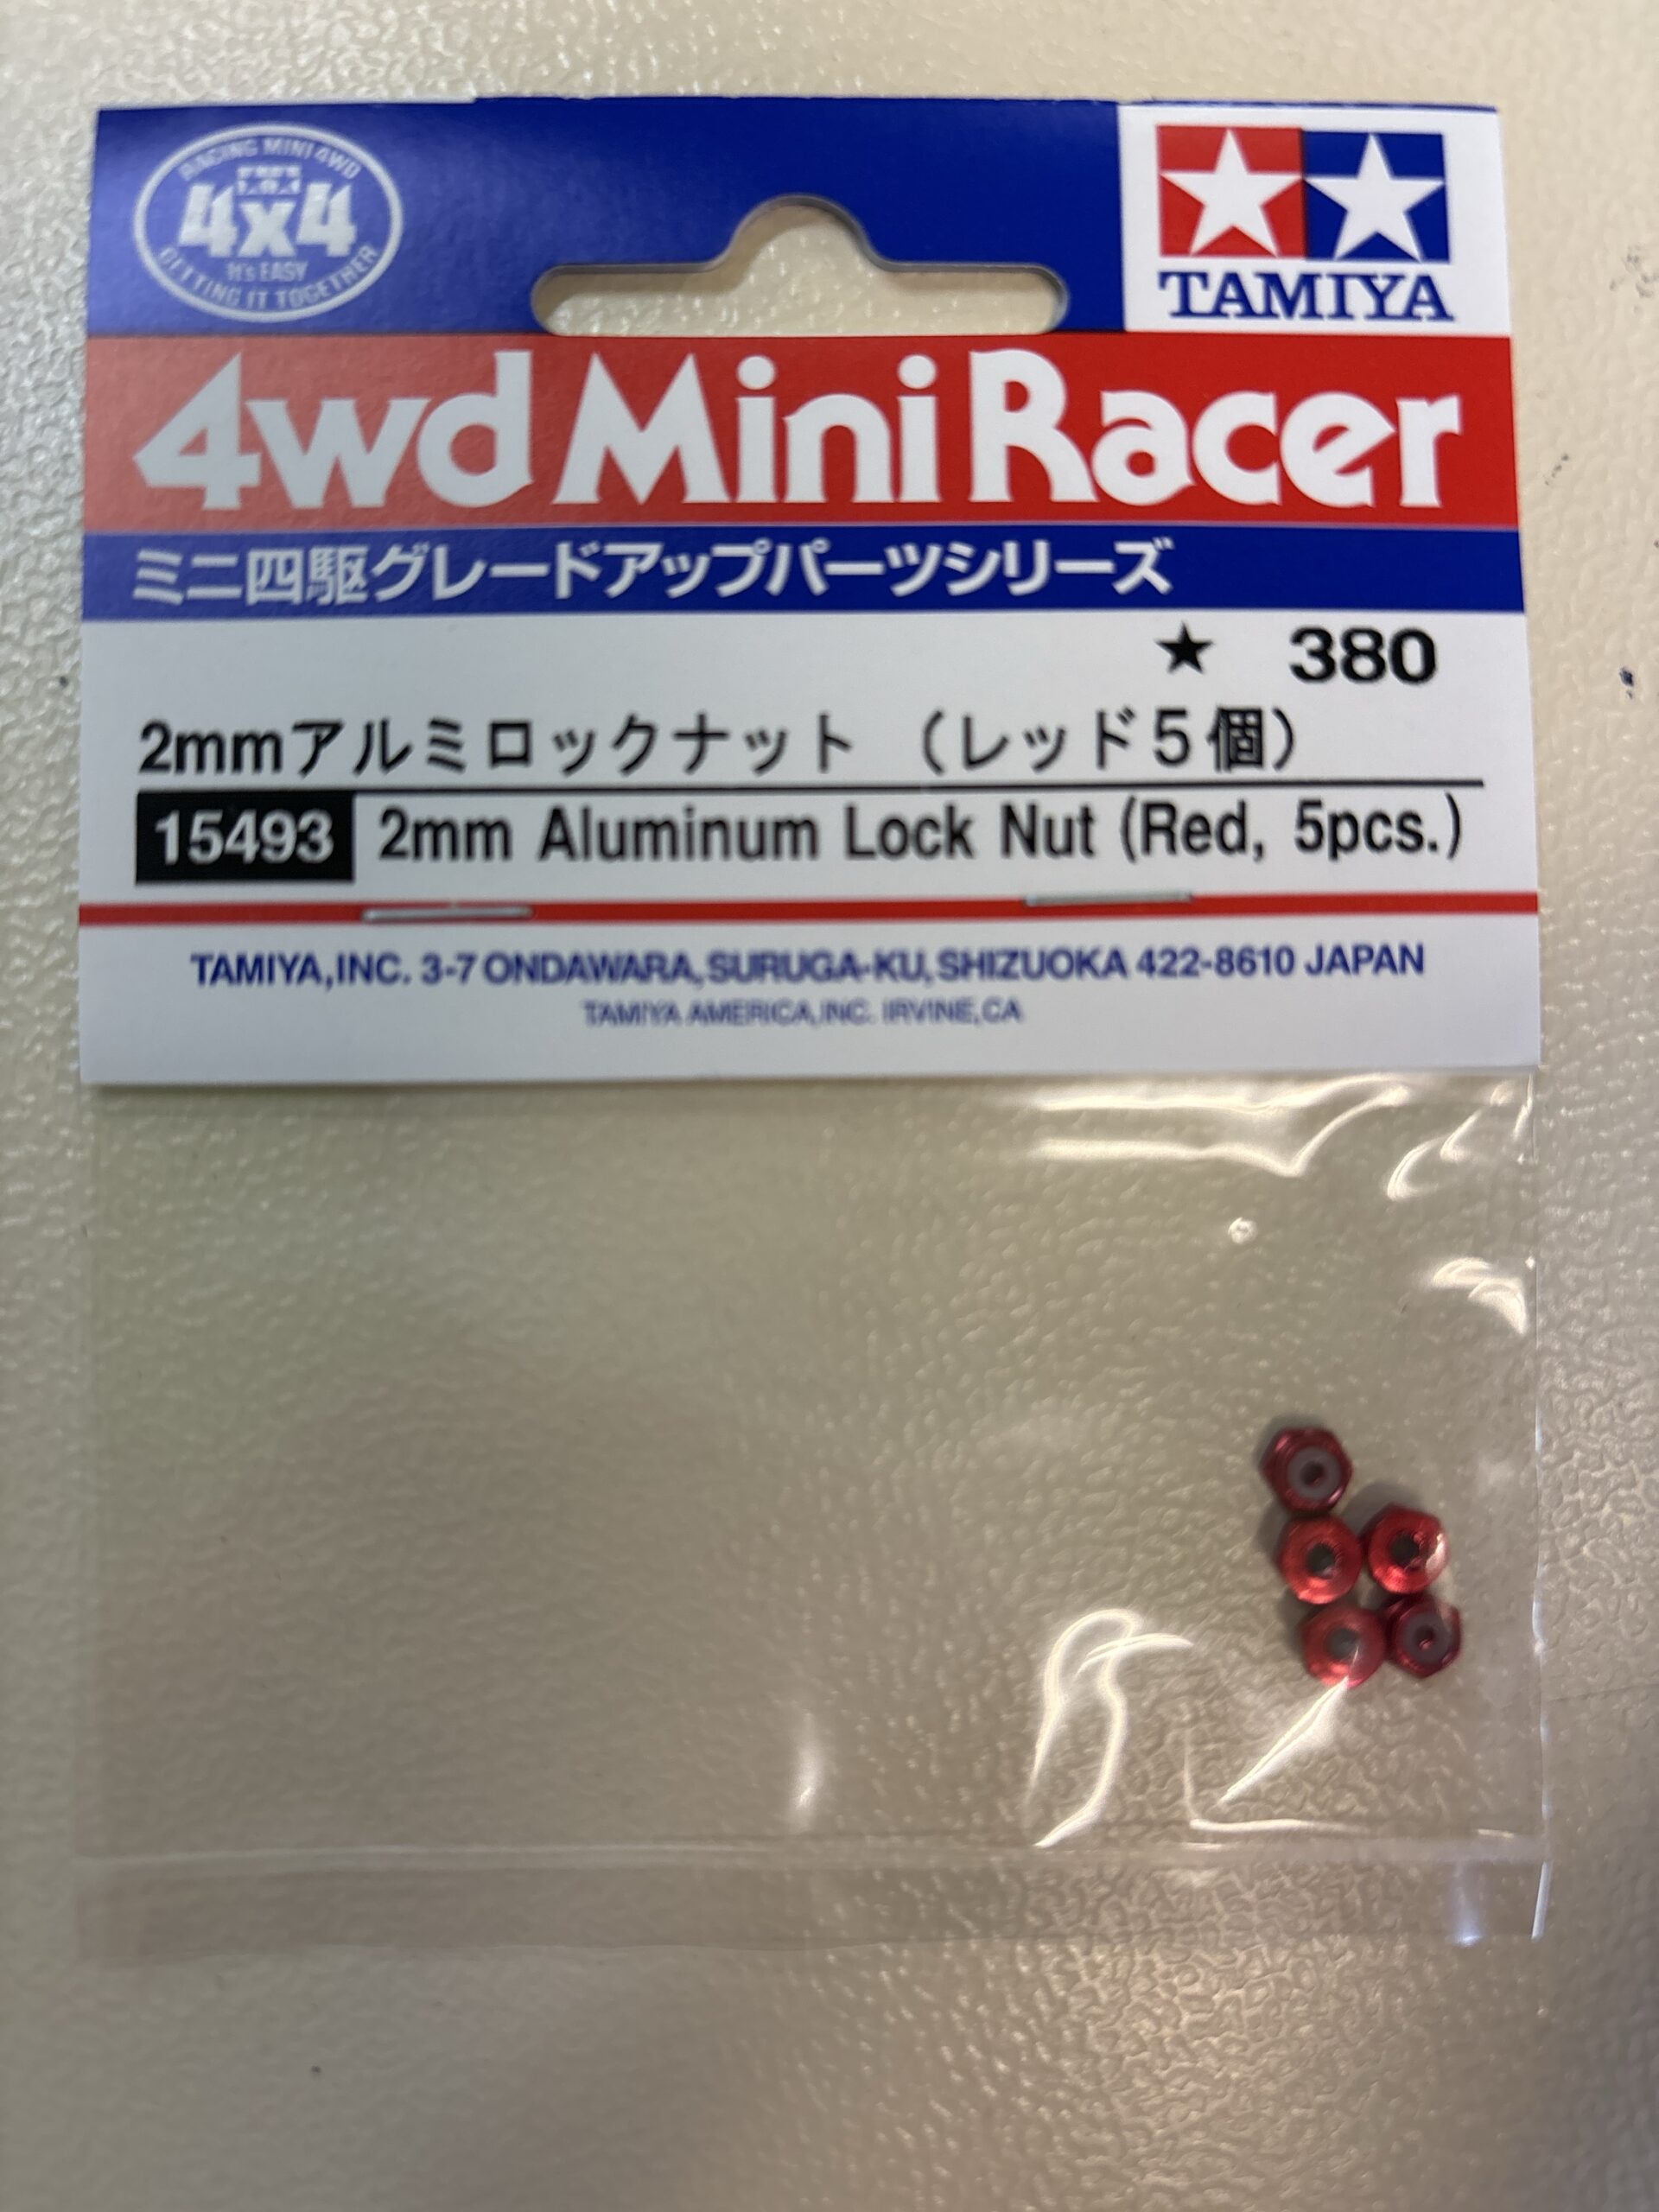 RACING MINI 4WD
4x4
It's EASY
GETTING IT TOGETHER
TAMIYA
4wd Mini Racer
ミニ四駆グレードアップパーツシリーズ
★ 380
2mmアルミロックナット （レッド５個）
15493 2mm Aluminum Lock Nut (Red, 5pcs.)
TAMIYA,INC. 3-7 ONDAWARA,SURUGA-KU,SHIZUOKA 422-8610 JAPAN
TAMIYA AMERICA,INC. IRVINE,CA